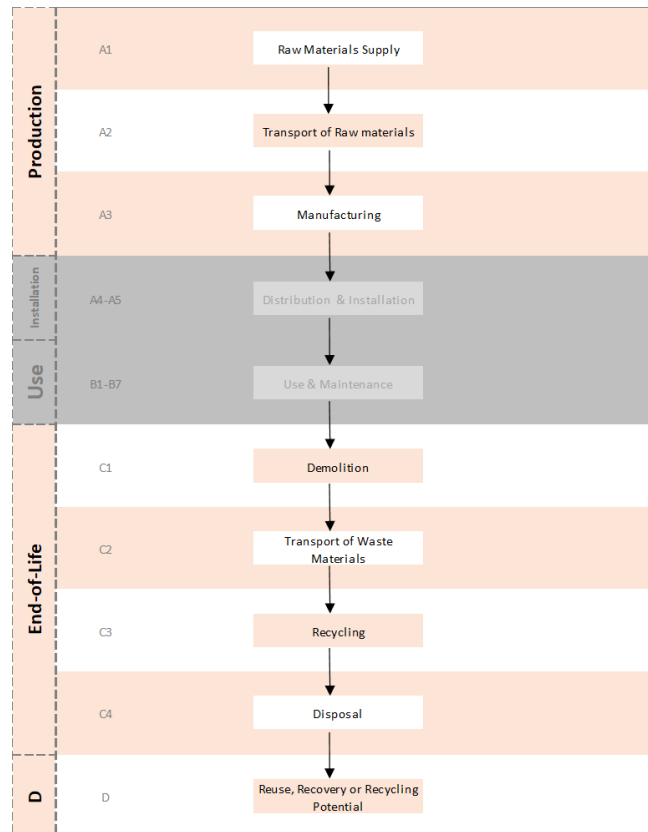 Production
A1
Raw Materials Supply
A2
Transport of Raw materials
A3
Manufacturing
Installation
A4-A5
Distribution & Installation
Use
B1-B7
Use & Maintenance
End-of-Life
C1
Demolition
C2
Transport of Waste
Materials
C3
Recycling
C4
Disposal
D
D
Reuse, Recovery or Recycling
Potential